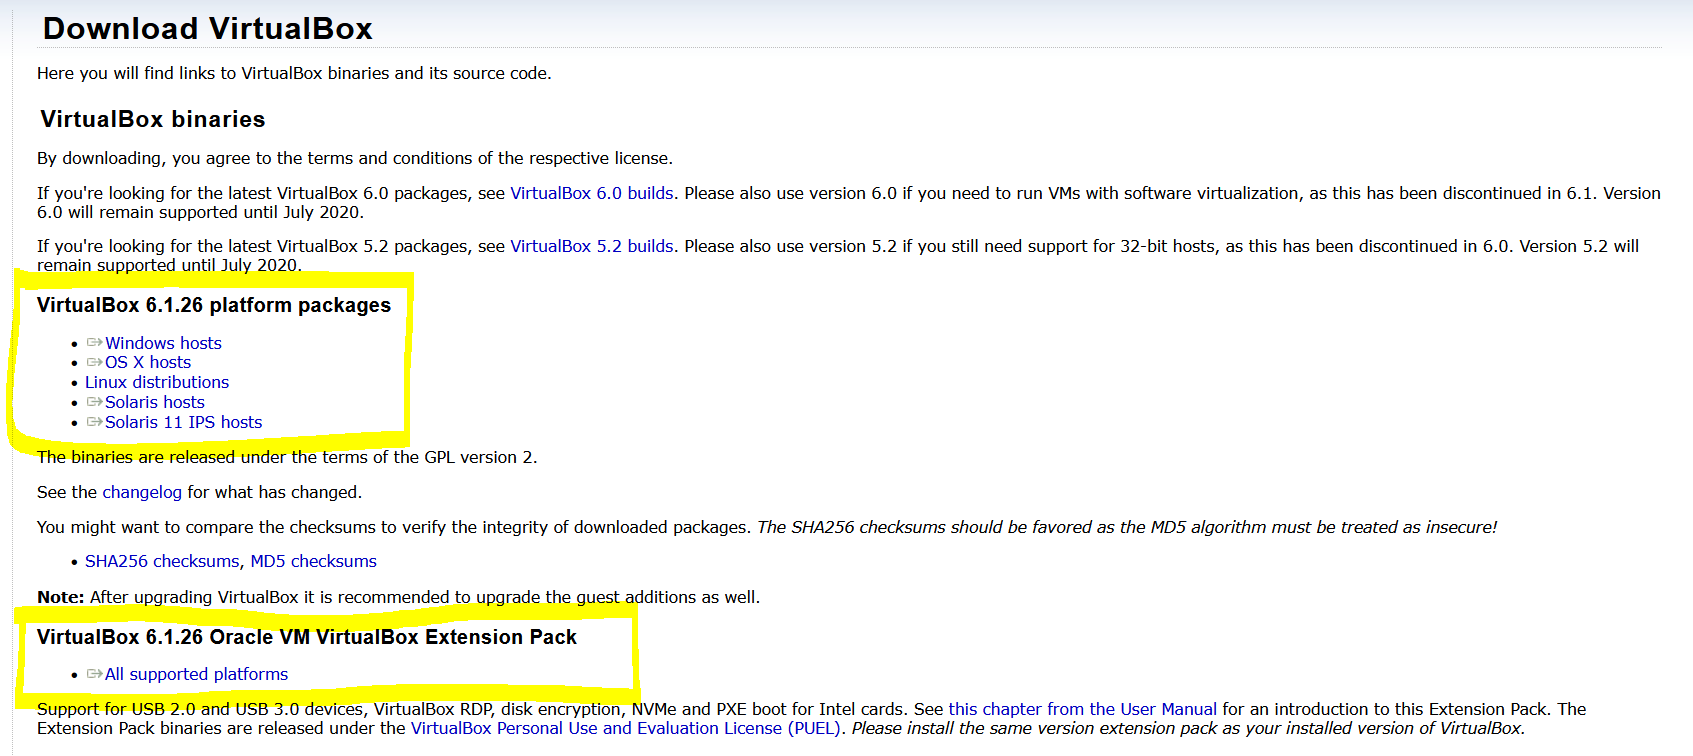 Download VirtualBox
Here you will find links to VirtualBox binaries and its source code.
VirtualBox binaries
By downloading, you agree to the terms and conditions of the respective license.
If you're looking for the latest VirtualBox 6.0 packages, see VirtualBox 6.0 builds. Please also use version 6.0 if you need to run VMs with software virtualization, as this has been discontinued in 6.1. Version
6.0 will remain supported until July 2020.
If you're looking for the latest VirtualBox 5.2 packages, see VirtualBox 5.2 builds. Please also use version 5.2 if you still need support for 32-bit hosts, as this has been discontinued in 6.0. Version 5.2 will
remain supported until July 2020.
VirtualBox 6.1.26 platform packages
• Windows hosts
• OS X hosts
• Linux distributions
• Solaris hosts
• Solaris 11 IPS hosts
The binaries are released under the terms of the GPL version 2.
See the changelog for what has changed.
You might want to compare the checksums to verify the integrity of downloaded packages. The SHA256 checksums should be favored as the MD5 algorithm must be treated as insecure!
• SHA256 checksums, MD5 checksums
Note: After upgrading VirtualBox it is recommended to upgrade the guest additions as well.
VirtualBox 6.1.26 Oracle VM VirtualBox Extension Pack
• All supported platforms
Support for USB 2.0 and USB 3.0 devices, VirtualBox RDP, disk encryption, NVMe and PXE boot for Intel cards. See this chapter from the User Manual for an introduction to this Extension Pack. The
Extension Pack binaries are released under the VirtualBox Personal Use and Evaluation License (PUEL). Please install the same version extension pack as your installed version of VirtualBox.